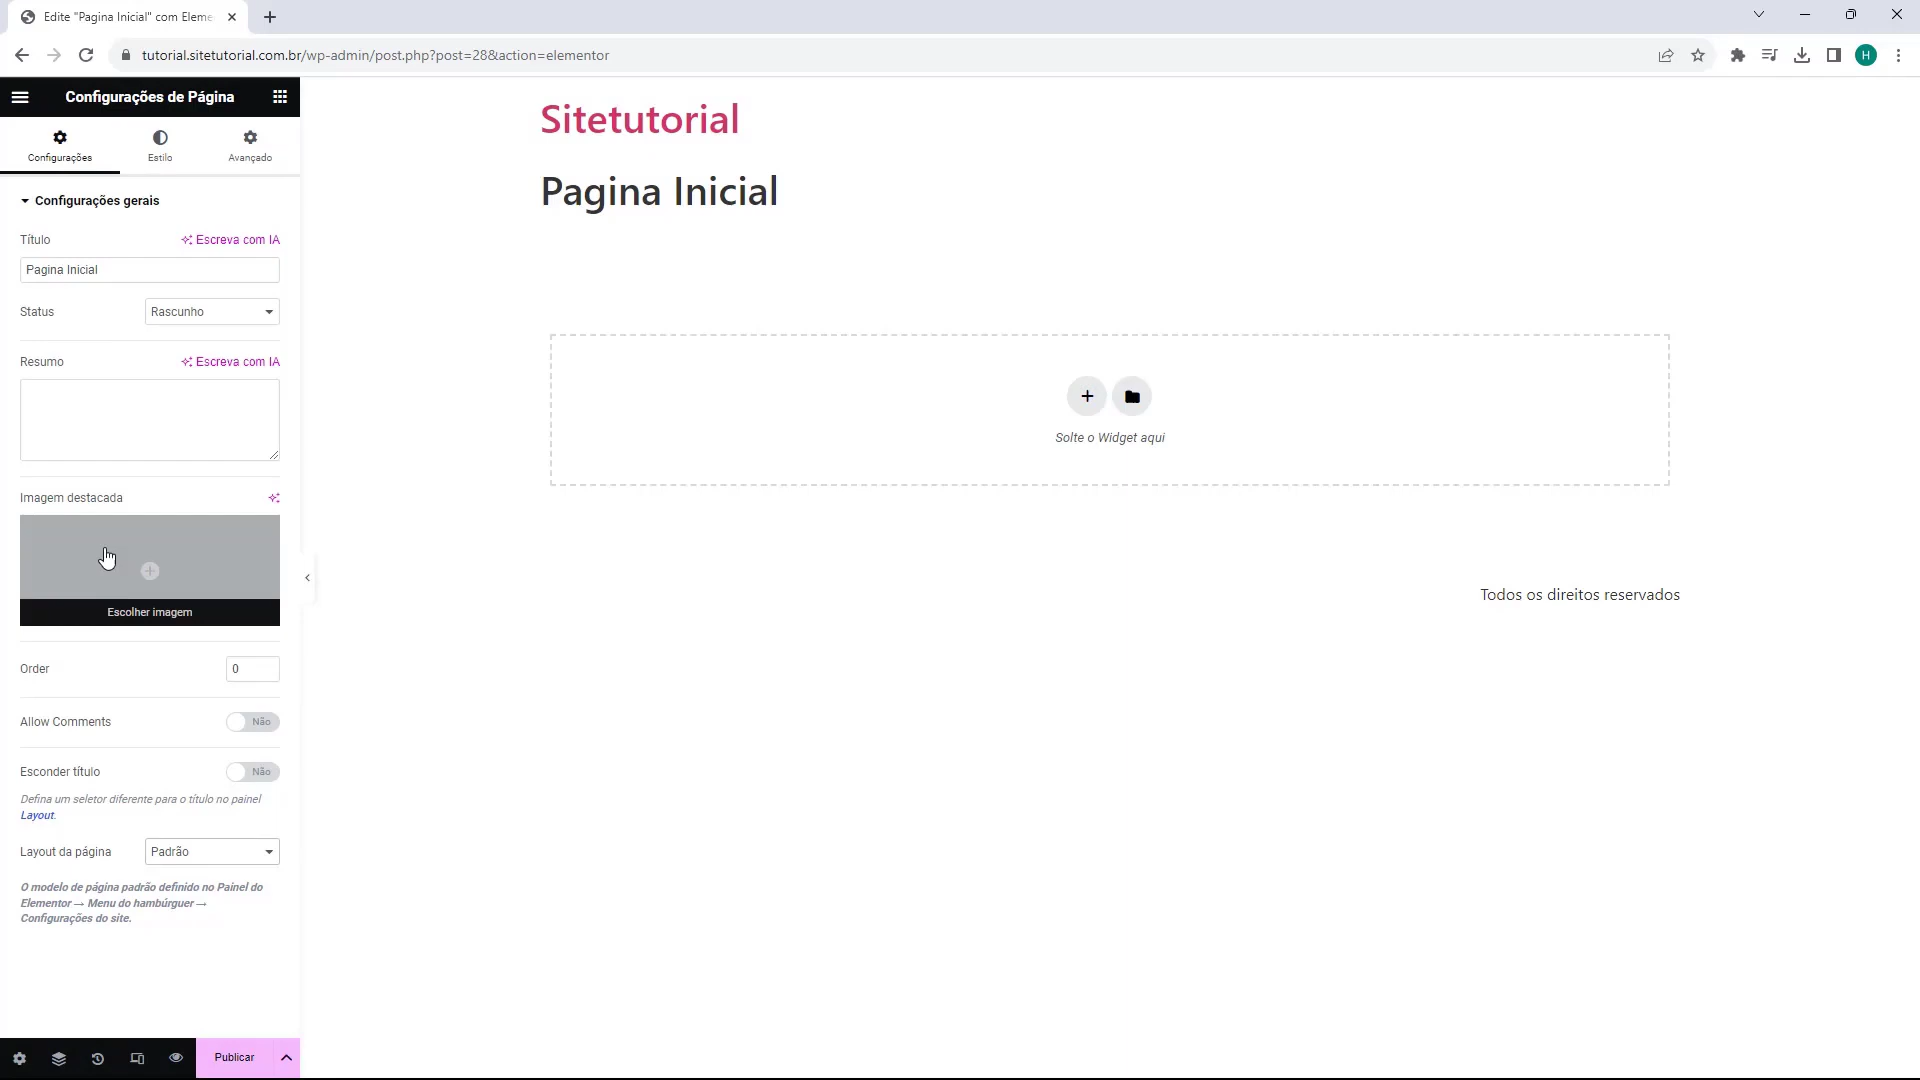 Edite "Pagina Inicial" com Eleme
tutorial.sitetutorial.com.br/wp-admin/post.php?post=28&action=elementor
H
Configurações de Página
Configurações
Estilo
Avançado
Configurações gerais
Título
Escreva com IA
Pagina Inicial
Status
Rascunho
Resumo
Escreva com IA
Imagem destacada
Escolher imagem
Order
0
Allow Comments
Não
Esconder título
Não
Defina um seletor diferente para o título no painel
Layout.
Layout da página
Padrão
O modelo de página padrão definido no Painel do
Elementor → Menu do hambúrguer →
Configurações do site.
Publicar
Sitetutorial
Pagina Inicial
Solte o Widget aqui
Todos os direitos reservados